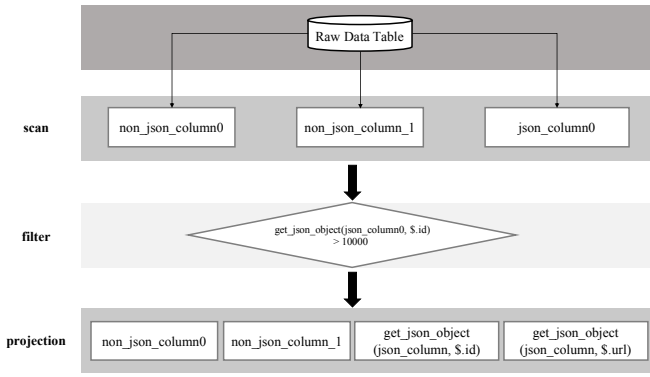 Raw Data Table
scan
non_json_column0
non_json_column_1
json_column0
filter
get_json_object(json_column0, $.id)
> 10000
projection
non_json_column0
non_json_column_1
get_json_object
(json_column, $.id)
get_json_object
(json_column, $.url)